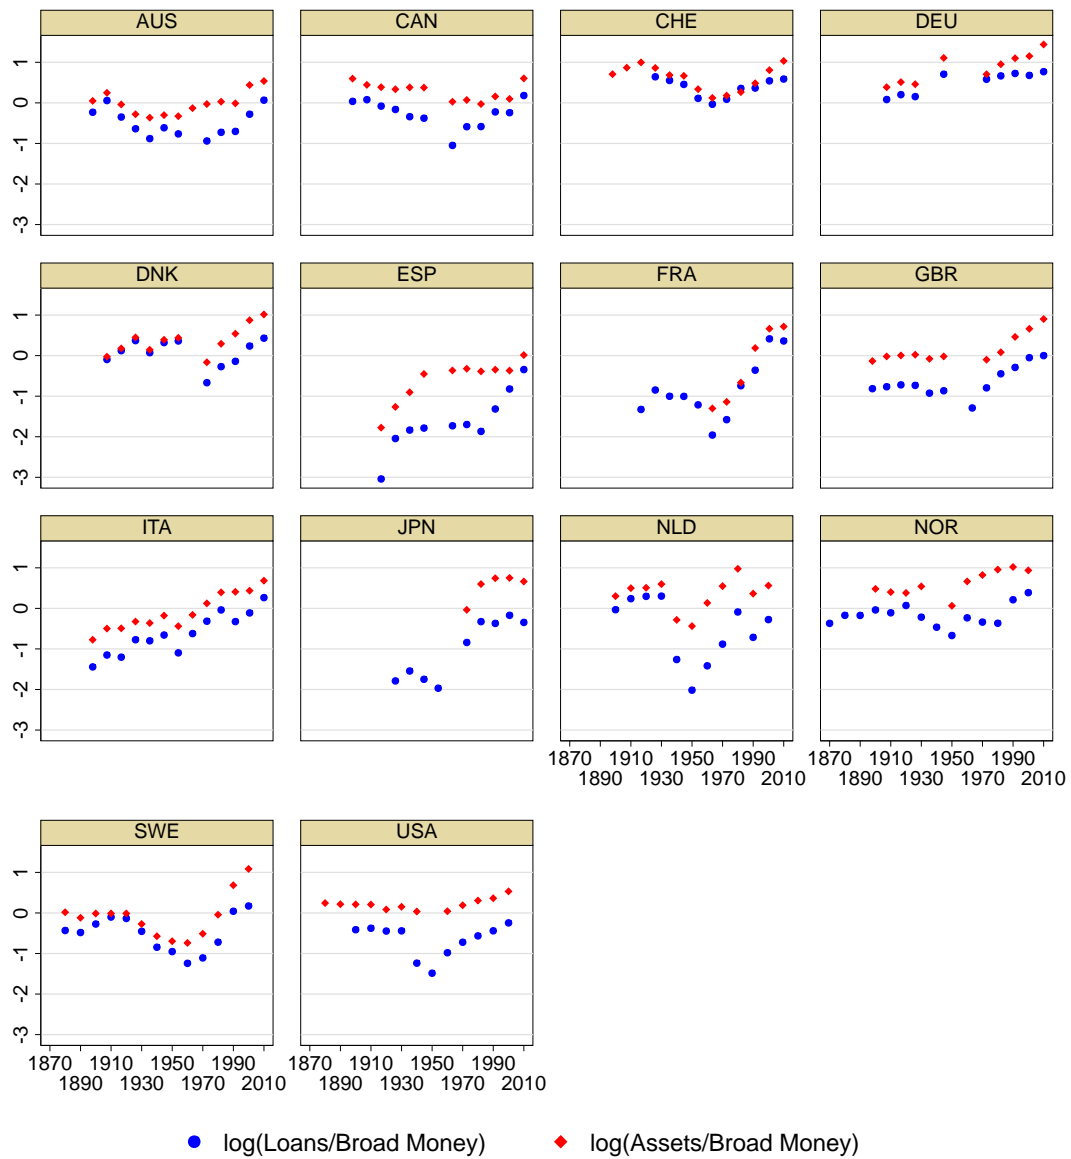 AUS CAN CHE DEU
1
0
-1
-2
-3
DNK ESP FRA GBR
1
0
-1
-2
-3
ITA JPN NLD NOR
1
0
-1
-2
-3
1870 1910 1950 1990 1870 1910 1950 1990
1890 1930 1970 2010 1890 1930 1970 2010
SWE USA
1
0
-1
-2
-3
1870 1910 1950 1990 1870 1910 1950 1990
1890 1930 1970 2010 1890 1930 1970 2010
log(Loans/Broad Money) log(Assets/Broad Money)